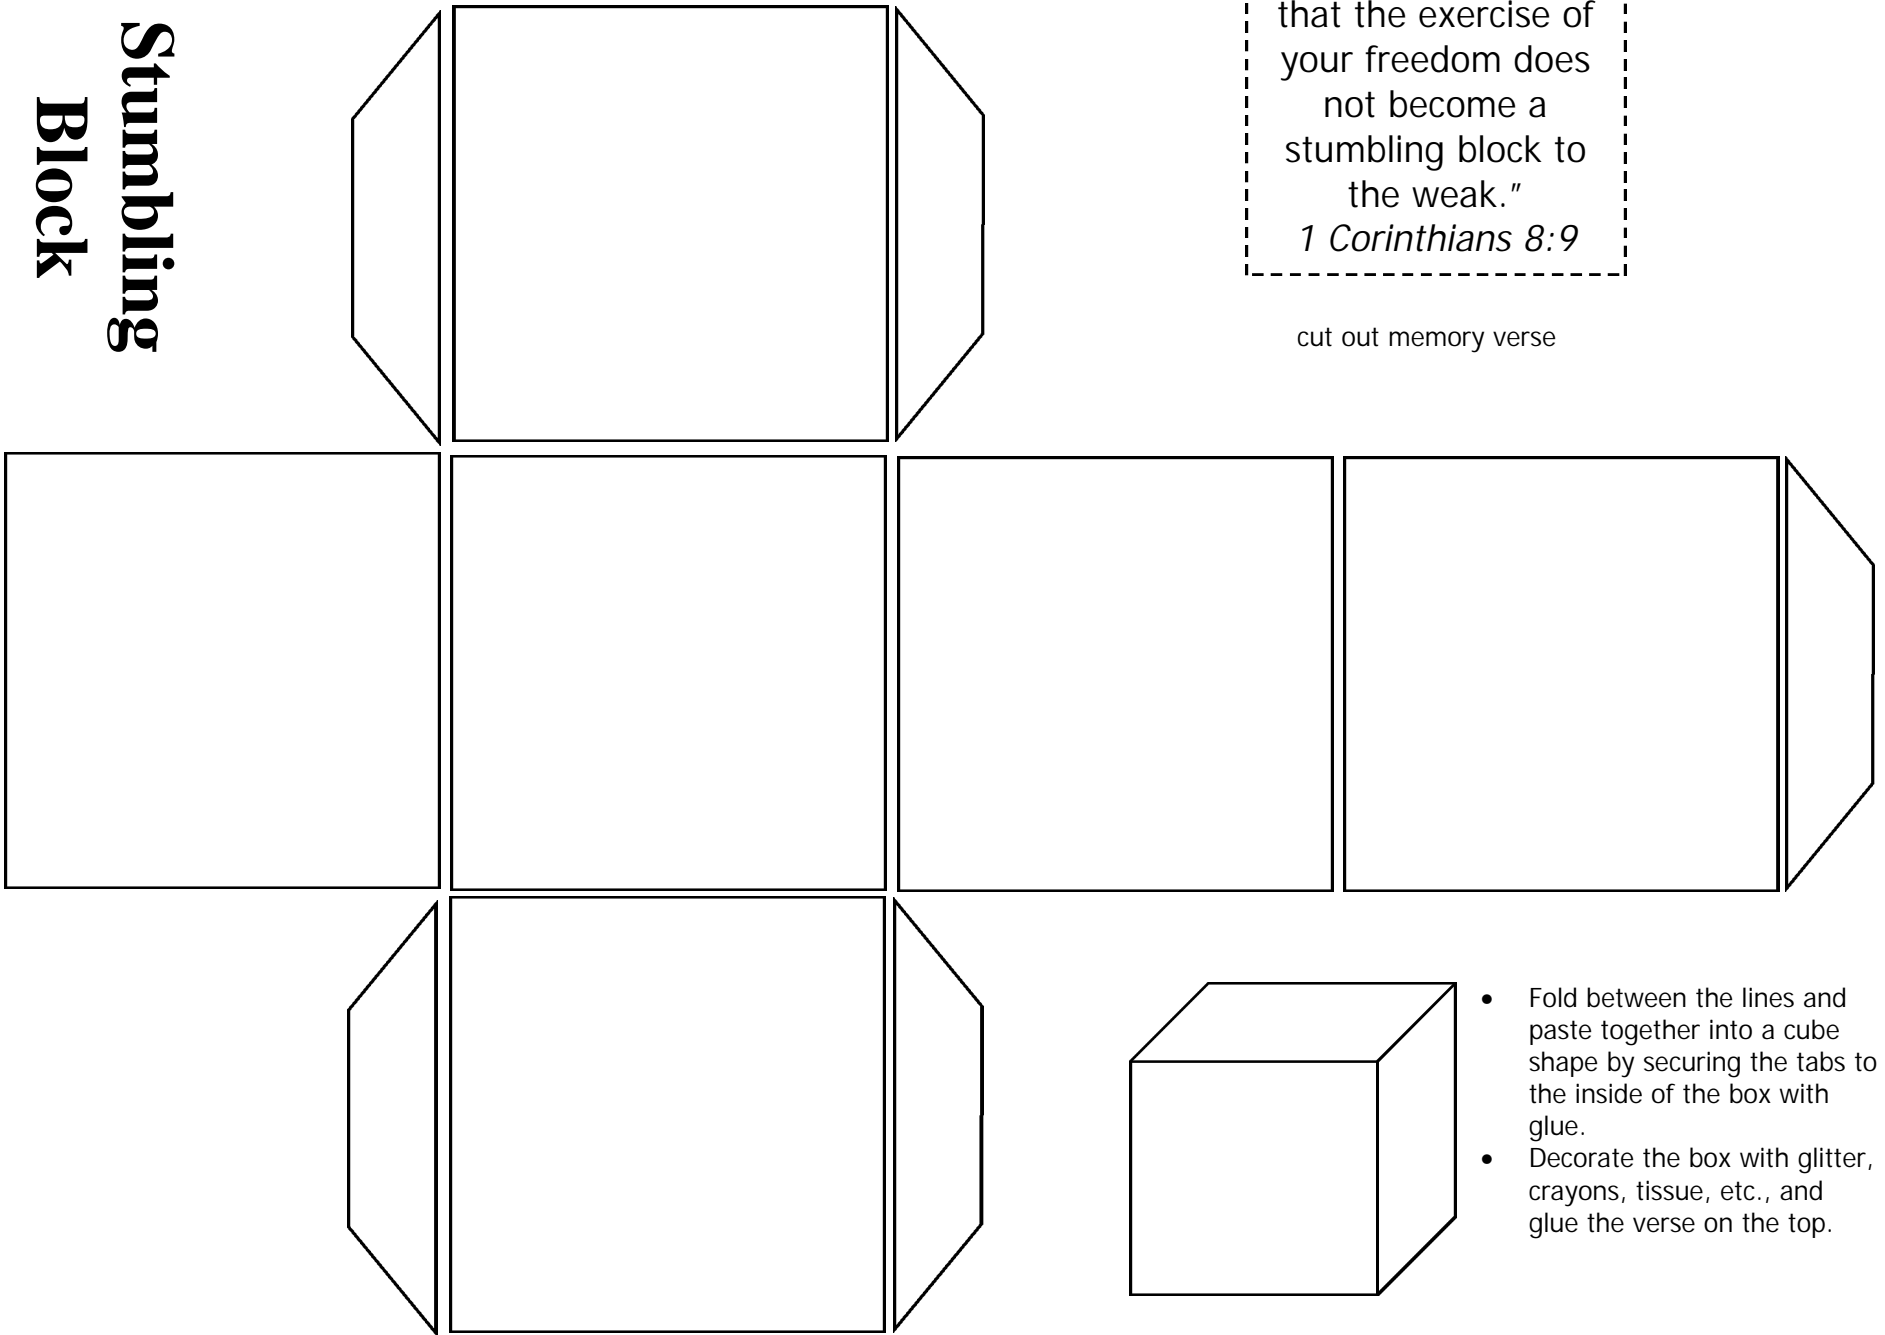 Stumbling
Block
that the exercise of
your freedom does
not become a
stumbling block to
the weak.”
1 Corinthians 8:9
cut out memory verse
• Fold between the lines and
paste together into a cube
shape by securing the tabs to
the inside of the box with
glue.
• Decorate the box with glitter,
crayons, tissue, etc., and
glue the verse on the top.